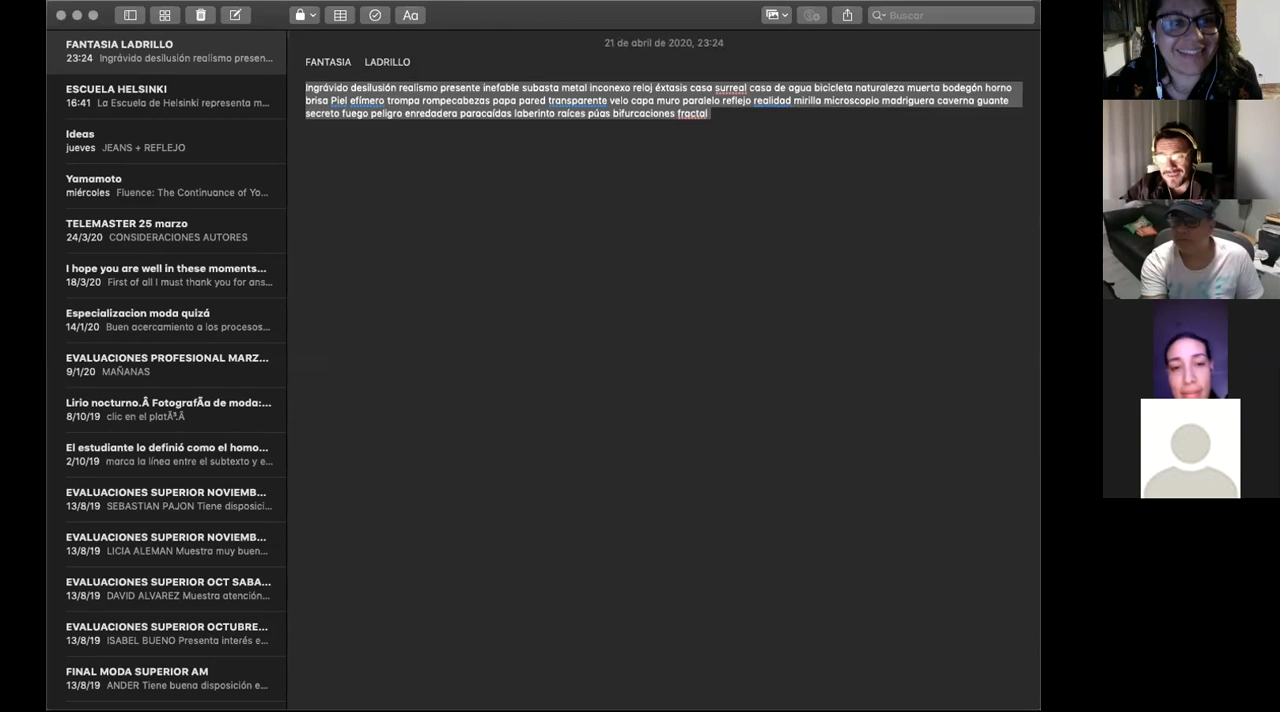 Aa
Buscar
FANTASIA LADRILLO
23:24 Ingrávido desilusión realismo presen...
ESCUELA HELSINKI
16:41 La Escuela de Helsinki representa m...
Ideas
jueves JEANS + REFLEJO
Yamamoto
miércoles Fluence: The Continuance of Yo...
TELEMASTER 25 marzo
24/3/20 CONSIDERACIONES AUTORES
I hope you are well in these moments...
18/3/20 First of all I must thank you for ans...
Especializacion moda quizá
14/1/20 Buen acercamiento a los procesos...
EVALUACIONES PROFESIONAL MARZ...
9/1/20 MAÑANAS
Lirio nocturno.Â FotografÃa de moda:...
8/10/19 clic en el platÃ³.Â
El estudiante lo definió como el homo...
2/10/19 marca la línea entre el subtexto y e...
EVALUACIONES SUPERIOR NOVIEMB...
13/8/19 SEBASTIAN PAJON Tiene disposici...
EVALUACIONES SUPERIOR NOVIEMB...
13/8/19 LICIA ALEMAN Muestra muy buen...
EVALUACIONES SUPERIOR OCT SABA...
13/8/19 DAVID ALVAREZ Muestra atención...
EVALUACIONES SUPERIOR OCTUBRE...
13/8/19 ISABEL BUENO Presenta interés e...
FINAL MODA SUPERIOR AM
13/8/19 ANDER Tiene buena disposición e...
21 de abril de 2020, 23:24
FANTASIA LADRILLO
Ingrávido desilusión realismo presente inefable subasta metal inconexo reloj éxtasis casa surreal casa de agua bicicleta naturaleza muerta bodegón horno
brisa Piel efímero trompa rompecabezas papa pared transparente velo capa muro paralelo reflejo realidad mirilla microscopio madriguera caverna guante
secreto fuego peligro enredadera paracaídas laberinto raíces púas bifurcaciones fractal